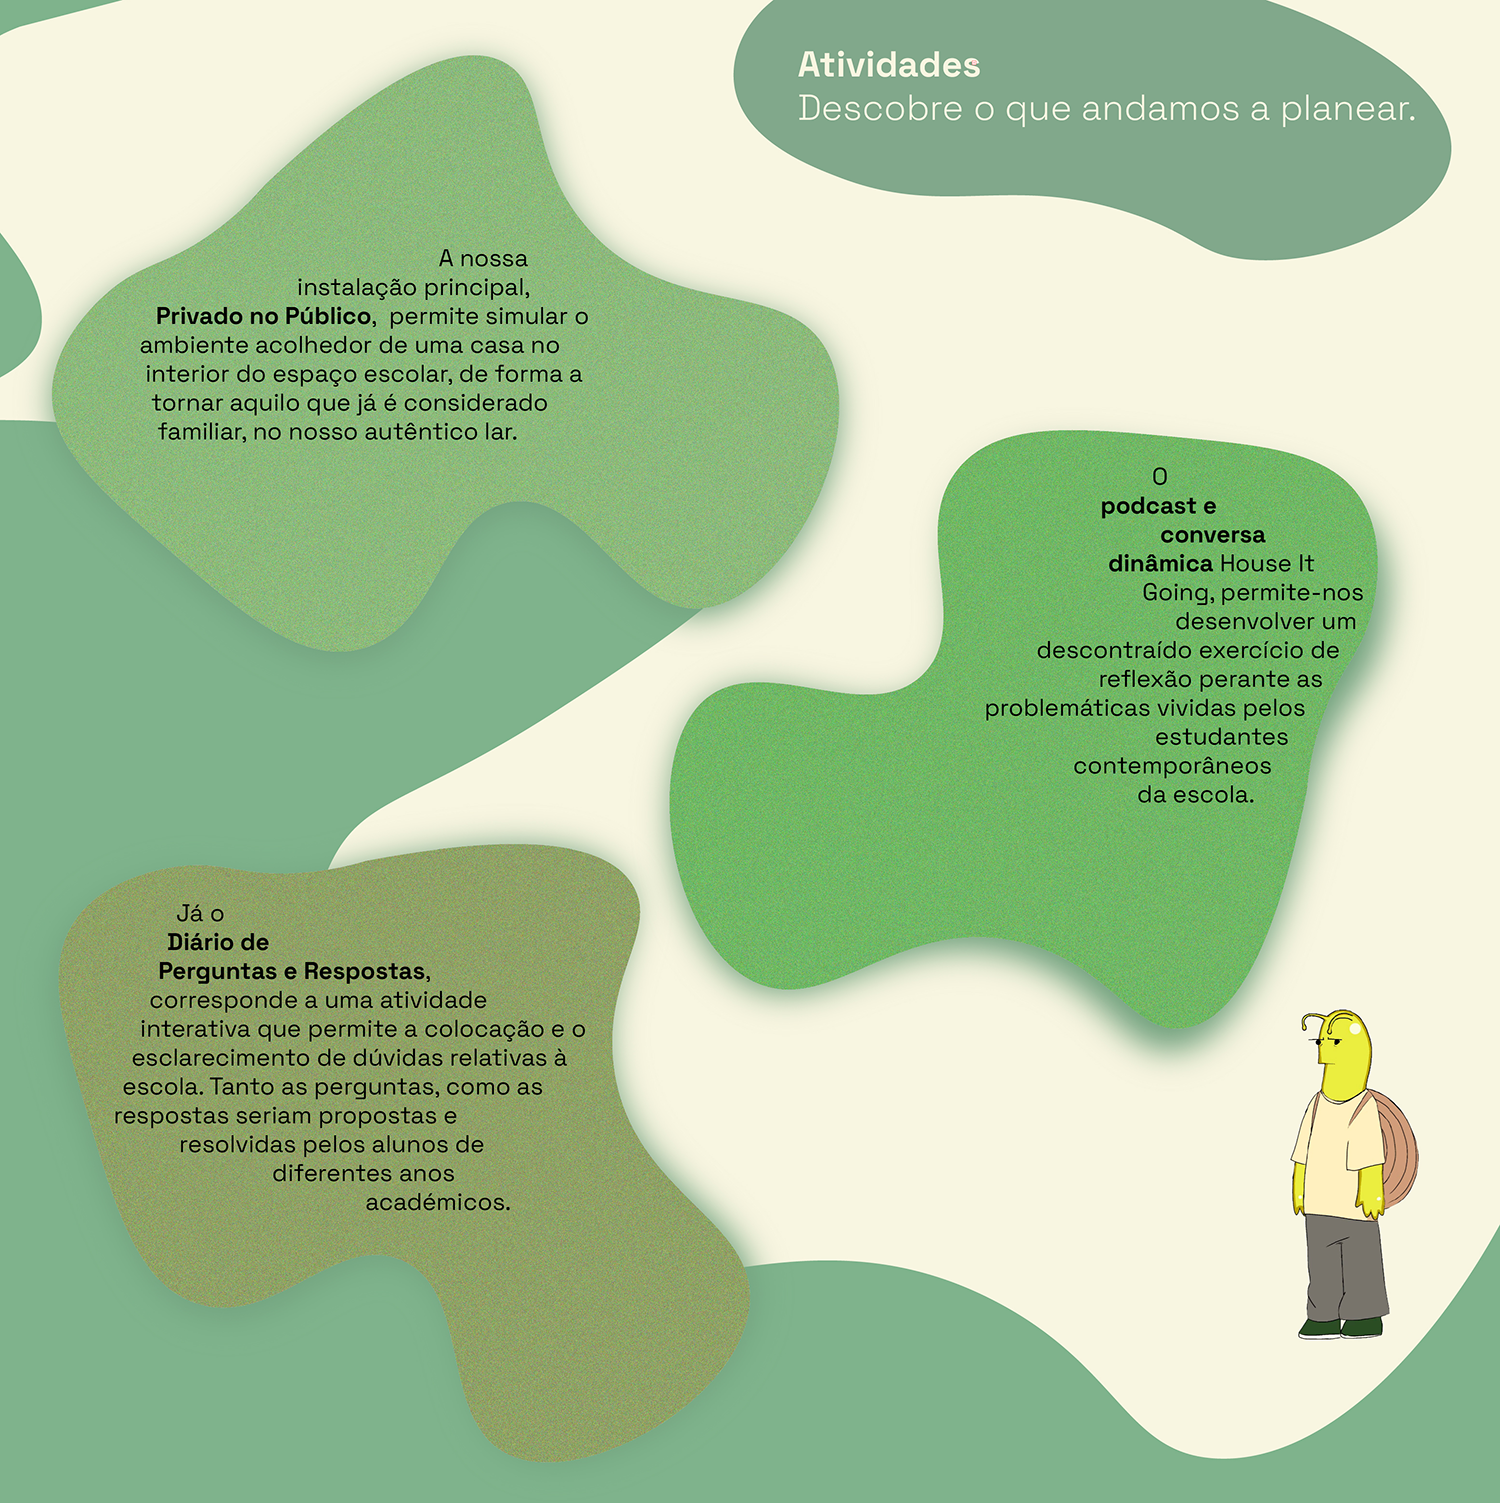 Atividades
Descobre o que andamos a planear.
A nossa
instalação principal,
Privado no Público, permite simular o
ambiente acolhedor de uma casa no
interior do espaço escolar, de forma a
tornar aquilo que já é considerado
familiar, no nosso autêntico lar.
O
podcast e
conversa
dinâmica House It
Going, permite-nos
desenvolver um
descontraído exercício de
reflexão perante as
problemáticas vividas pelos
estudantes
contemporâneos
da escola.
Já o
Diário de
Perguntas e Respostas,
corresponde a uma atividade
interativa que permite a colocação e o
esclarecimento de dúvidas relativas à
escola. Tanto as perguntas, como as
respostas seriam propostas e
resolvidas pelos alunos de
diferentes anos
académicos.